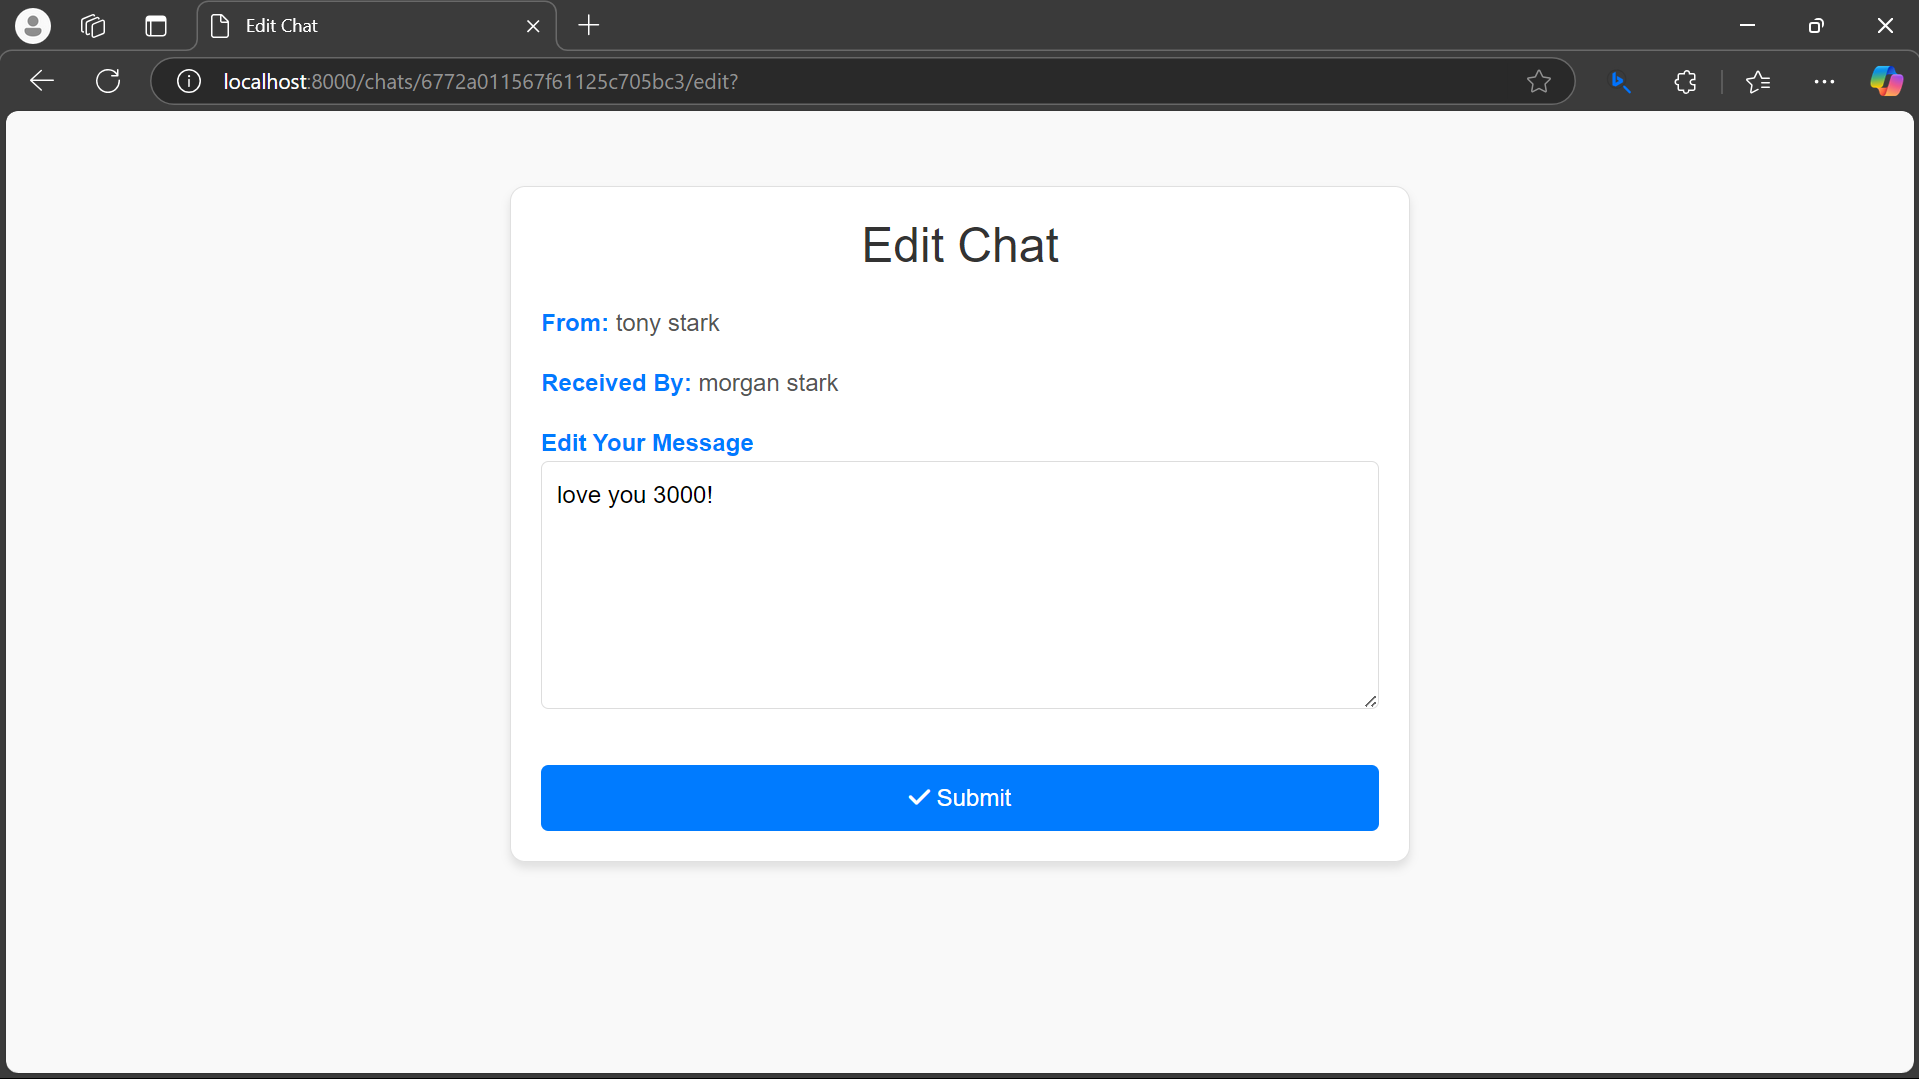 Edit Chat
localhost:8000/chats/6772a011567f61125c705bc3/edit?
Edit Chat
From: tony stark
Received By: morgan stark
Edit Your Message
love you 3000!
Submit